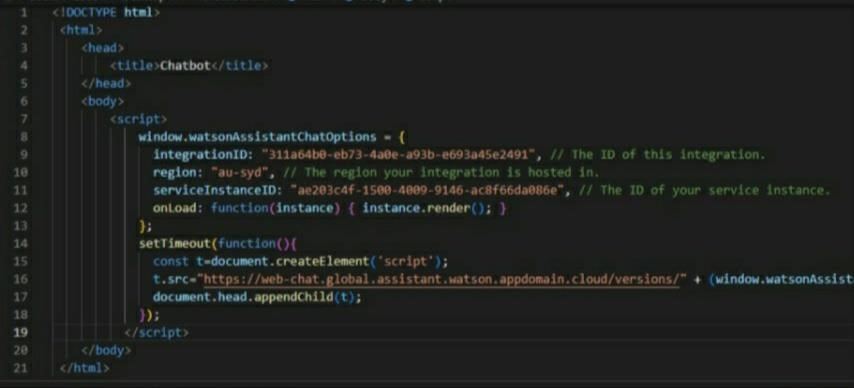 1 <!DOCTYPE html>
2 <html>
3 <head>
4 <title>Chatbot</title>
5 </head>
6 <body>
7 <script>
8 window.watsonAssistantChatOptions = {
9 integrationID: "311a64b0-eb73-4a0e-a93b-e693a45e2491", // The ID of this integration.
10 region: "au-syd", // The region your integration is hosted in.
11 serviceInstanceID: "ae203c4f-1500-4009-9146-ac8f66da086e", // The ID of your service instance.
12 onLoad: function(instance) { instance.render(); }
13 };
14 setTimeout(function(){
15 const t=document.createElement('script');
16 t.src="https://web-chat.global.assistant.watson.appdomain.cloud/versions/" + (window.watsonAssist
17 document.head.appendChild(t);
18 });
19 </script>
20 </body>
21 </html>